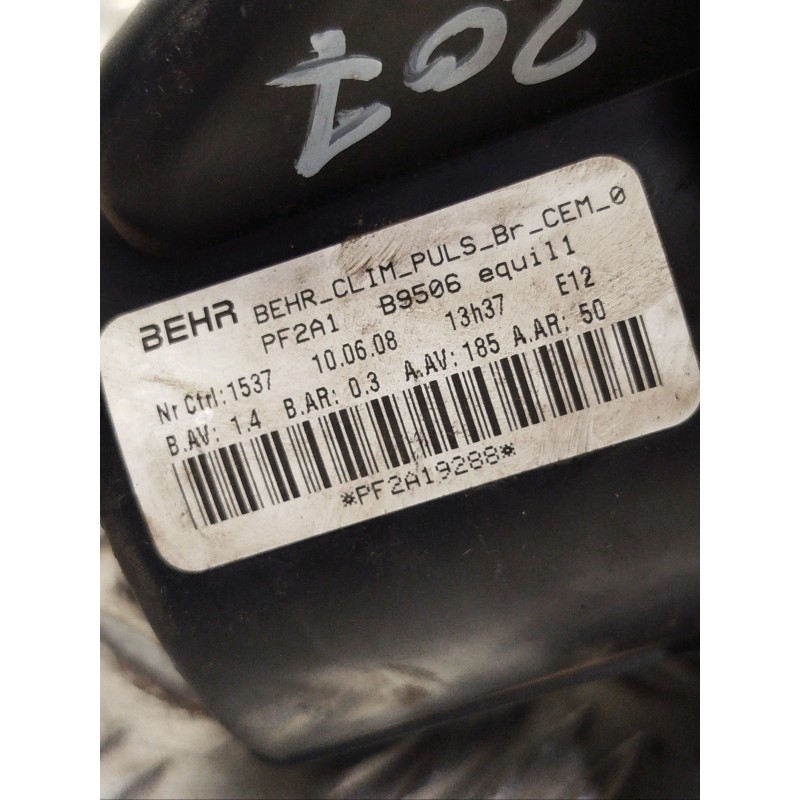 207
BEHR BEHR_CLIM_PULS_Br_CEM_0
PF2A1 B9506 equil1
Nr Ctrl:1537 10.06.08 13h37 E12
B.AV: 1.4 B.AR: 0.3 A.AV:185 A.AR: 50
*PF2A19288*